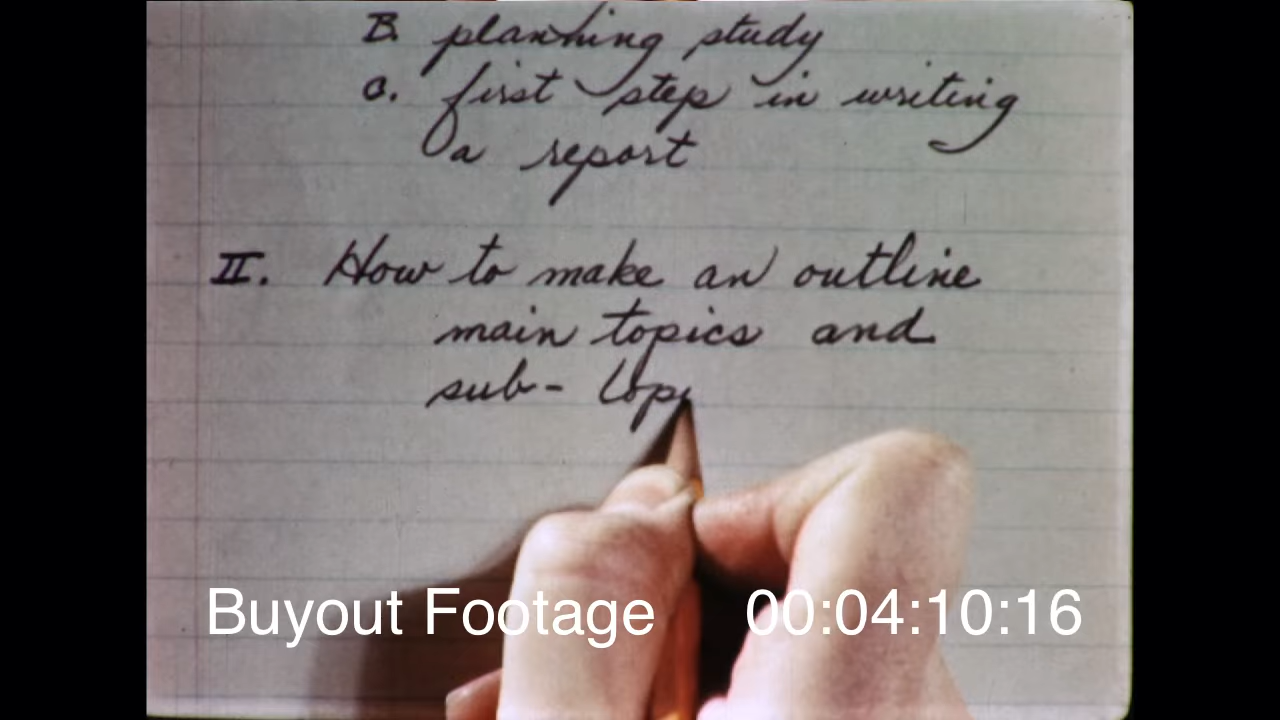 B. planning study
C. first step in writing
a report
II. How to make an outline
main topics and
sub- topi
Buyout Footage 00:04:10:16